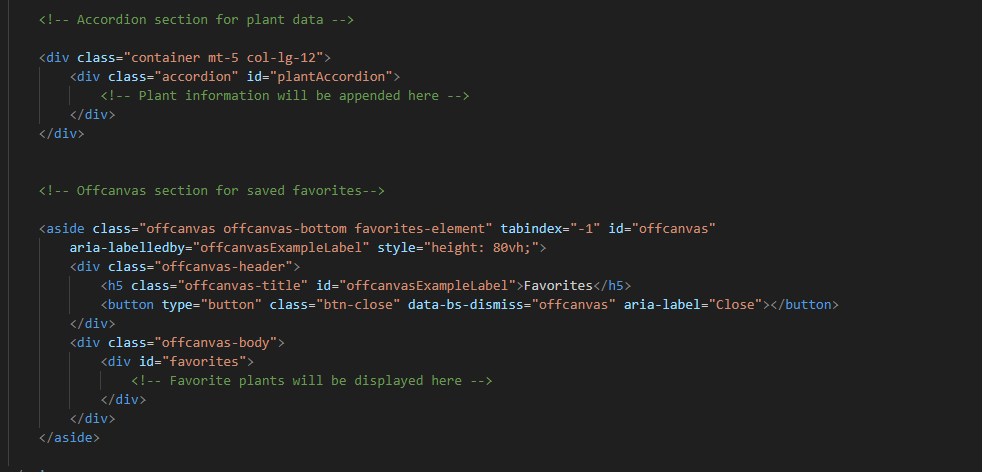 <!-- Accordion section for plant data -->
<div class="container mt-5 col-lg-12">
<div class="accordion" id="plantAccordion">
<!-- Plant information will be appended here -->
</div>
</div>
<!-- Offcanvas section for saved favorites-->
<aside class="offcanvas offcanvas-bottom favorites-element" tabindex="-1" id="offcanvas"
aria-labelledby="offcanvasExampleLabel" style="height: 80vh;">
<div class="offcanvas-header">
<h5 class="offcanvas-title" id="offcanvasExampleLabel">Favorites</h5>
<button type="button" class="btn-close" data-bs-dismiss="offcanvas" aria-label="Close"></button>
</div>
<div class="offcanvas-body">
<div id="favorites">
<!-- Favorite plants will be displayed here -->
</div>
</div>
</aside>